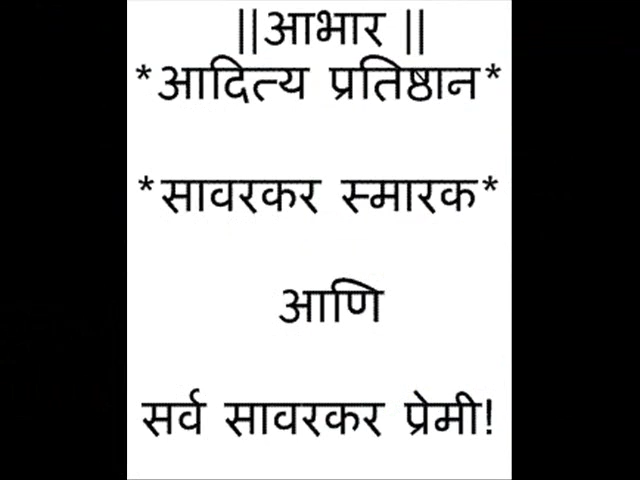 ||आभार ||
*आदित्य प्रतिष्ठान*
*सावरकर स्मारक*
आणि
सर्व सावरकर प्रेमी!